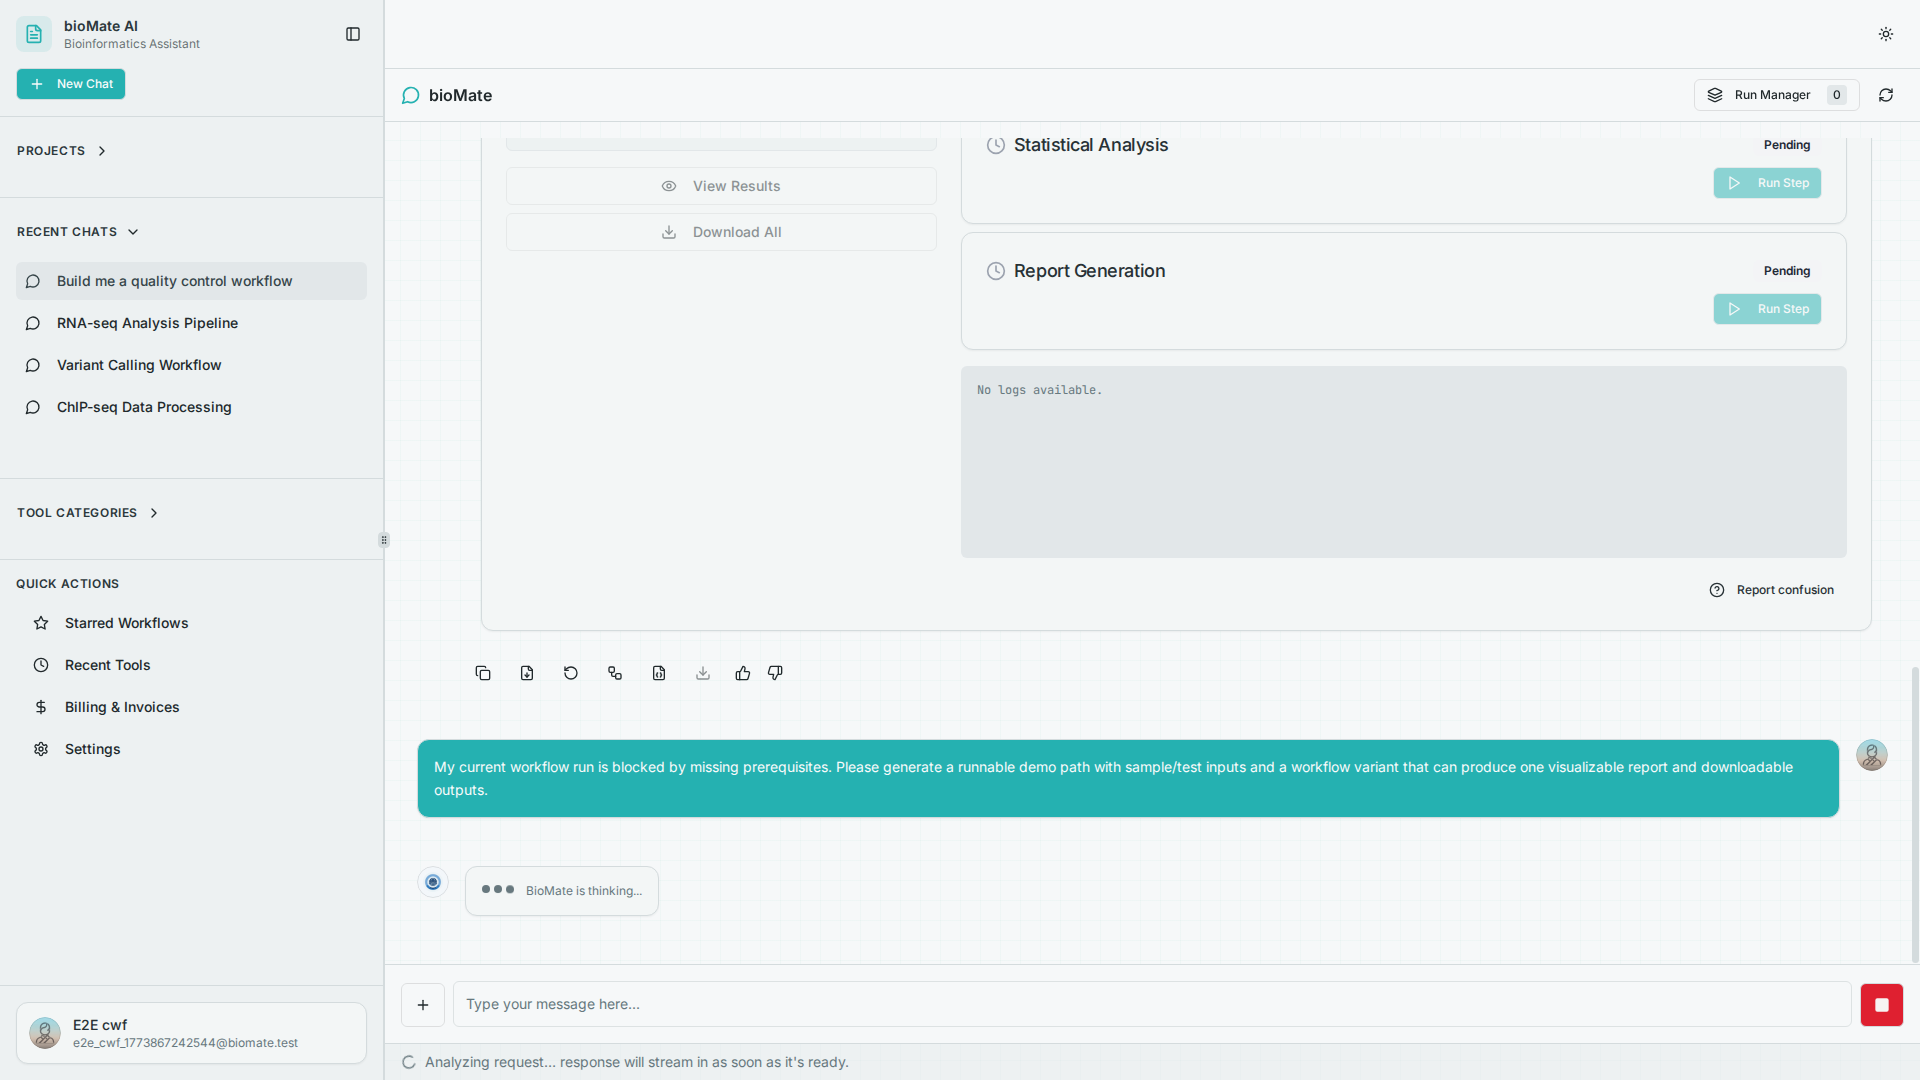 bioMate AI
Bioinformatics Assistant
New Chat
PROJECTS
RECENT CHATS
Build me a quality control workflow
RNA-seq Analysis Pipeline
Variant Calling Workflow
ChIP-seq Data Processing
TOOL CATEGORIES
QUICK ACTIONS
Starred Workflows
Recent Tools
Billing & Invoices
Settings
E2E cwf
e2e_cwf_1773867242544@biomate.test
bioMate
Run Manager 0
View Results
Download All
Statistical Analysis
Pending
Run Step
Report Generation
Pending
Run Step
No logs available.
Report confusion
My current workflow run is blocked by missing prerequisites. Please generate a runnable demo path with sample/test inputs and a workflow variant that can produce one visualizable report and downloadable
outputs.
BioMate is thinking...
Type your message here...
Analyzing request... response will stream in as soon as it's ready.